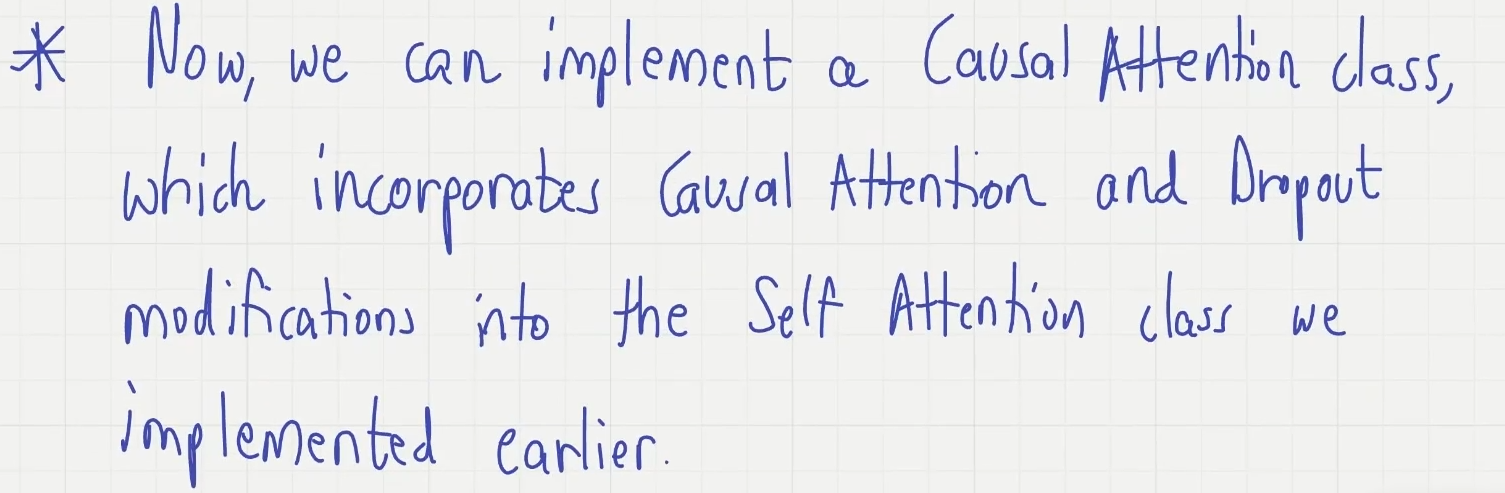 * Now, we can implement a Causal Attention class,
which incorporates Causal Attention and Dropout
modifications into the Self Attention class we
implemented earlier.